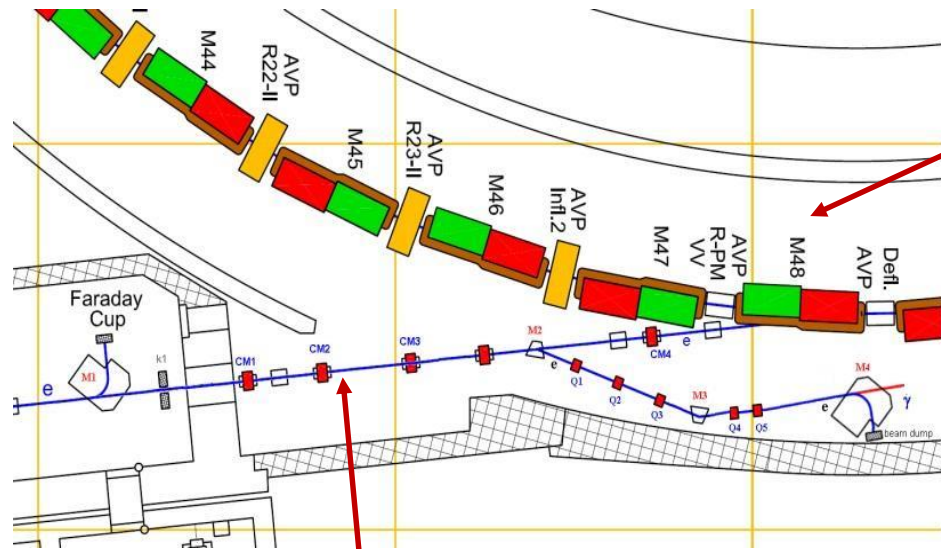 M44
AVP
R22-II
M45
AVP
R23-II
M46
AVP
Infl.2
M47
AVP
R-PM
VV
M48
Defl.
AVP
Faraday
Cup
M1
e
k1
CM1
CM2
CM3
M2
e
CM4
e
Q1
Q2
Q3
M3
Q4
Q5
M4
e
γ
beam dump